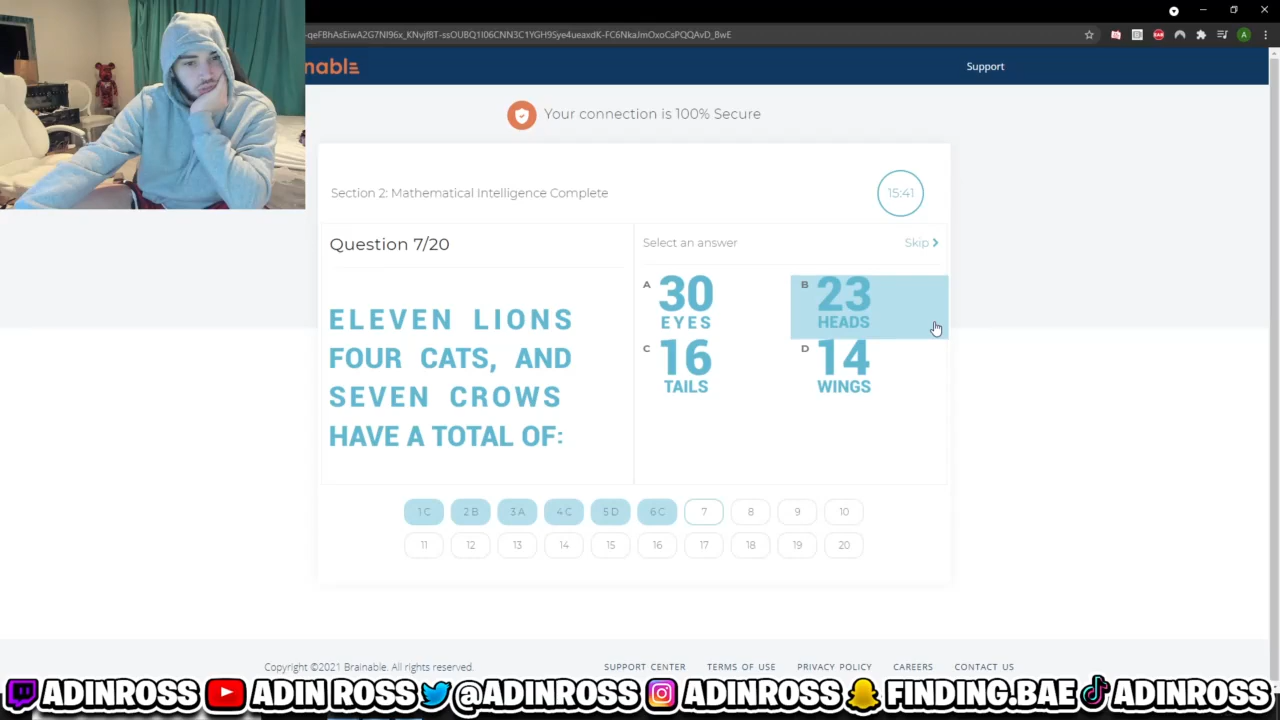 -qeFBhAsEiwA2G7NI96x_KNvjf8T-ssOUBQ1I06CNN3C1YGH9Sye4ueaxdK-FC6NkaJmOxoCsPQQAvD_BwE
A
nable
Support
Your connection is 100% Secure
Section 2: Mathematical Intelligence Complete
15:41
Question 7/20
Select an answer
Skip
ELEVEN LIONS
FOUR CATS, AND
SEVEN CROWS
HAVE A TOTAL OF:
A
30
EYES
B
23
HEADS
C
16
TAILS
D
14
WINGS
1 C 2 B 3 A 4 C 5 D 6 C 7 8 9 10
11 12 13 14 15 16 17 18 19 20
Copyright ©2021 Brainable. All rights reserved. SUPPORT CENTER TERMS OF USE PRIVACY POLICY CAREERS CONTACT US
ADINROSS ADIN ROSS @ADINROSS ADINROSS FINDING.BAE ADINROSS